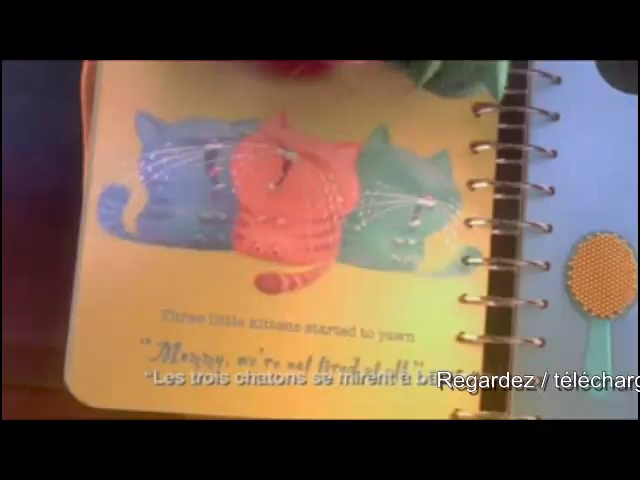 Three little kittens started to yawn
"Mommy, we're not tired at all"
"Les trois chatons se mirent à
Regardez / télécharg